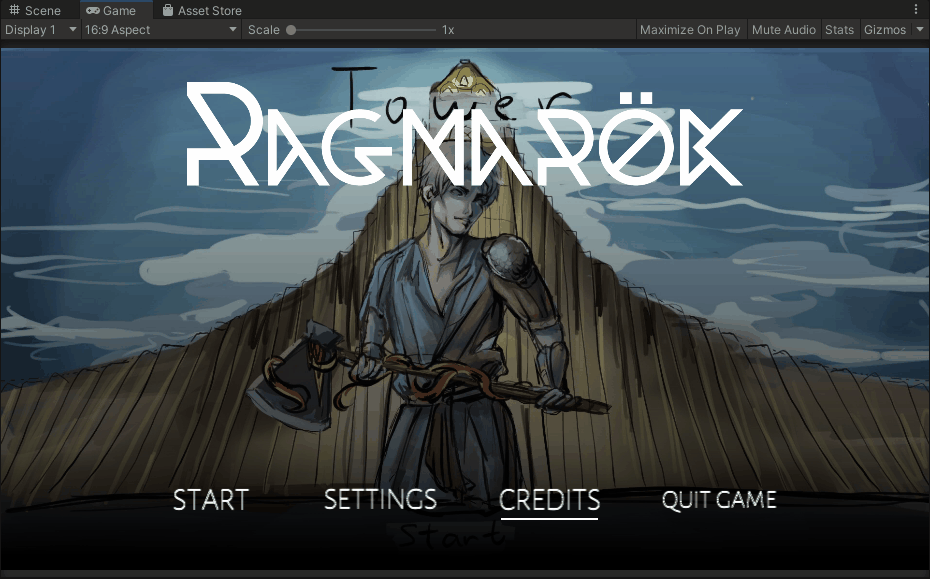 Scene Game Asset Store
Display 1 16:9 Aspect Scale 1x Maximize On Play Mute Audio Stats Gizmos
Tower
RAGNARÖK
START SETTINGS CREDITS QUIT GAME
Start